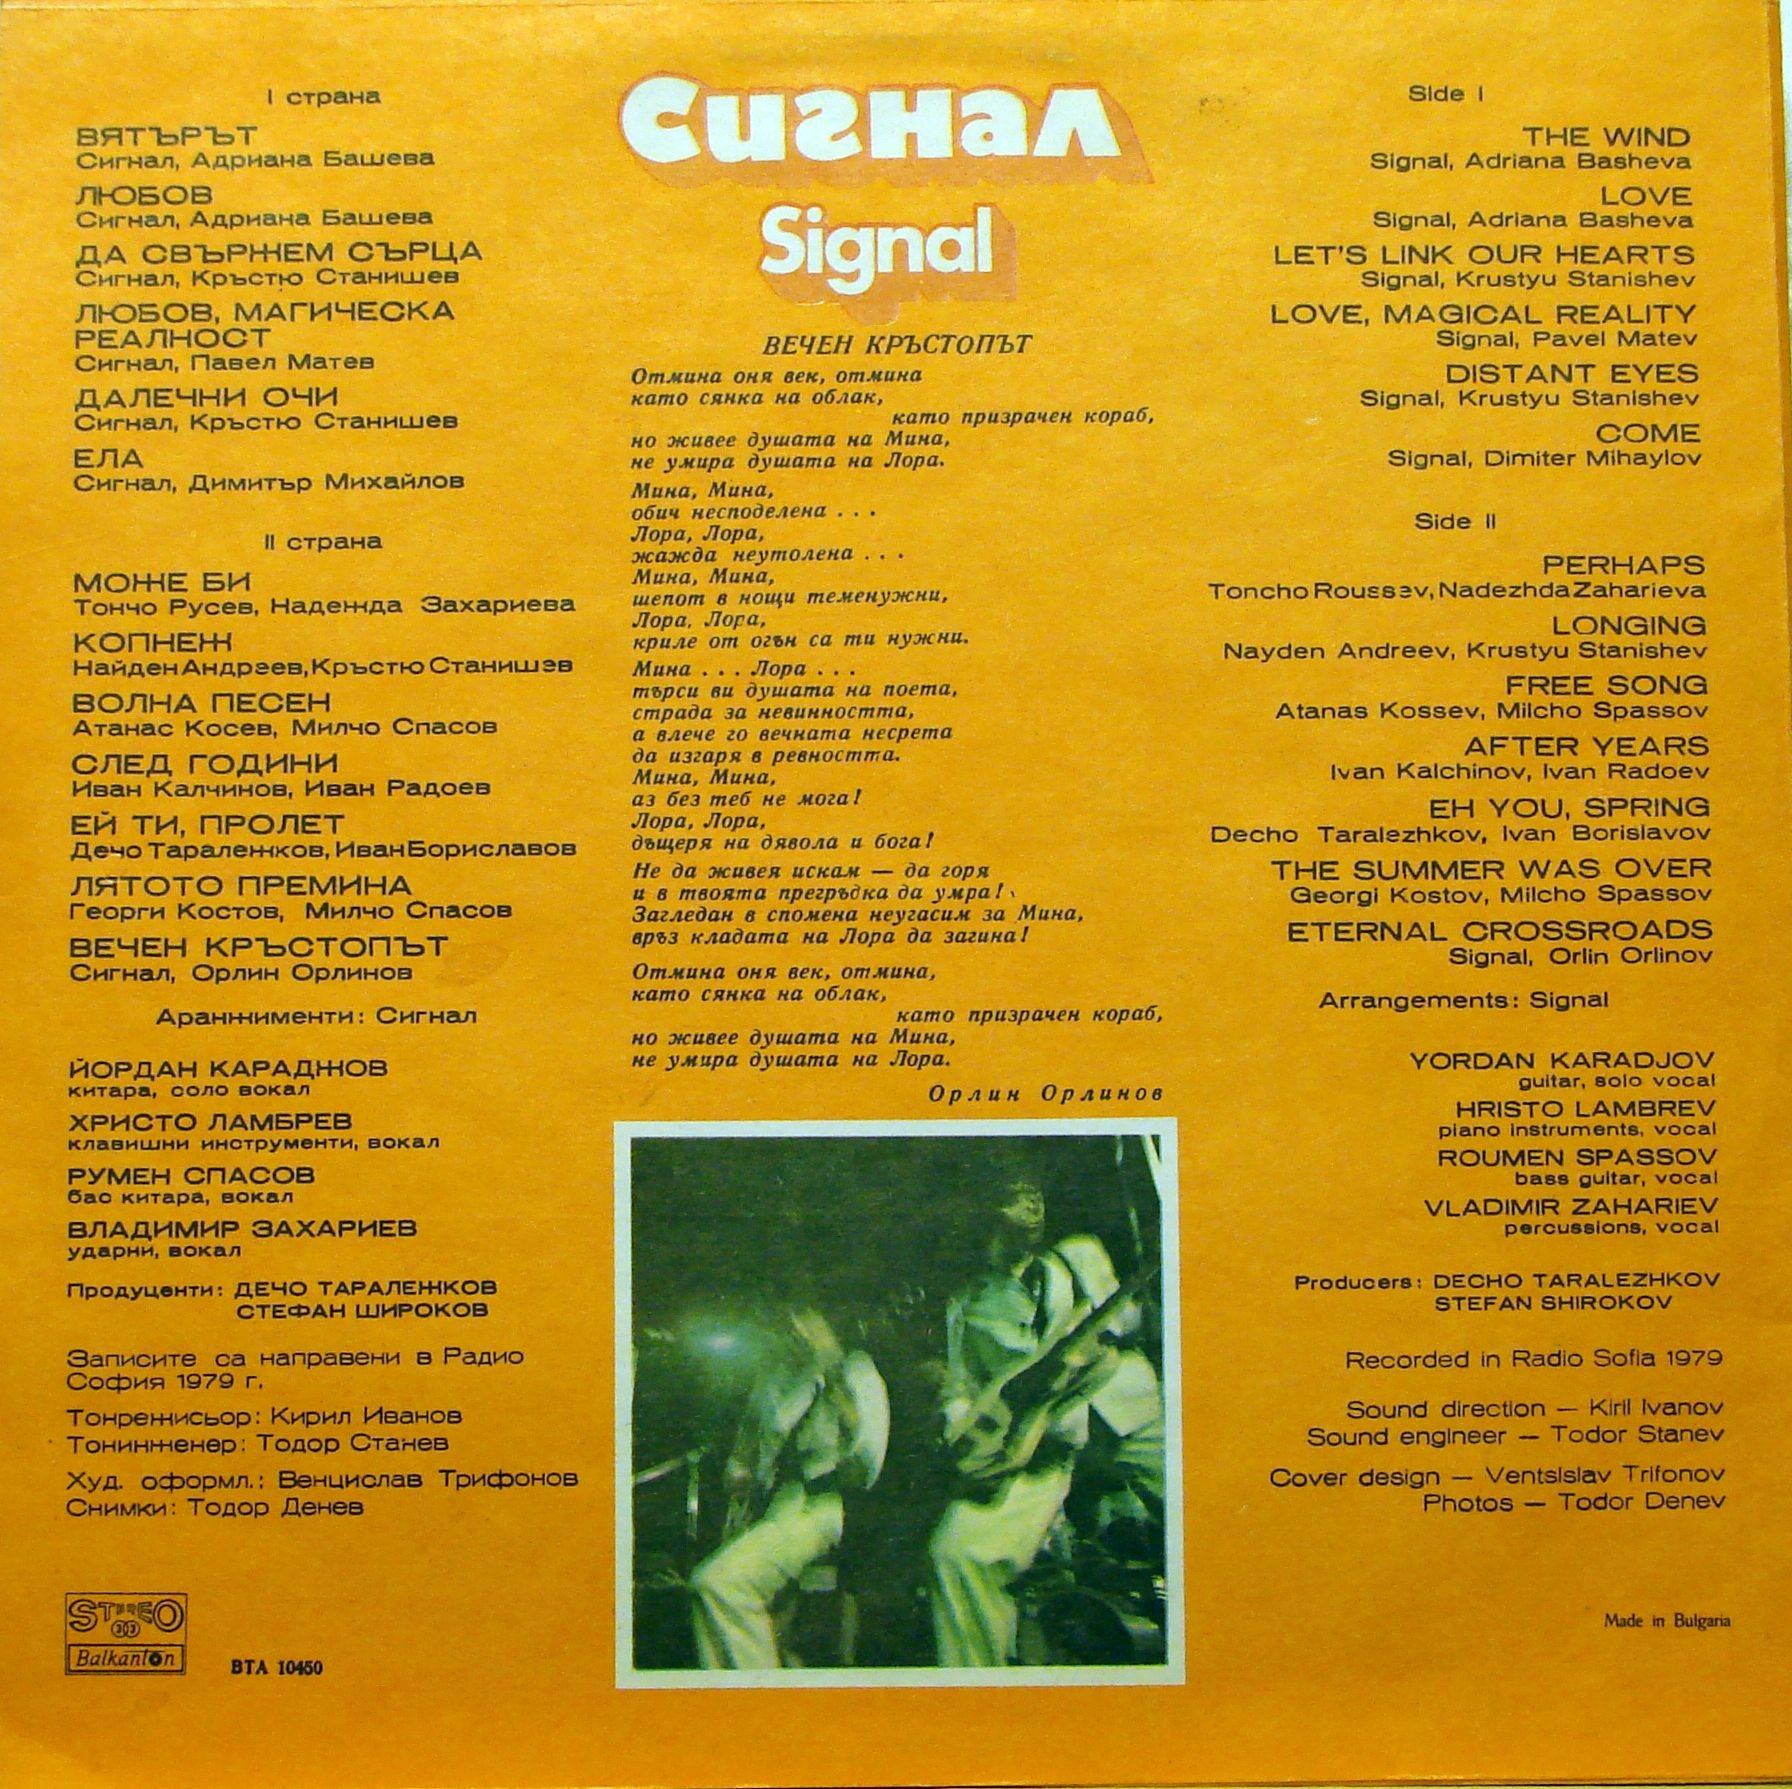 I страна
ВЯТЪРЪТ
Сигнал, Адриана Башева
ЛЮБОВ
Сигнал, Адриана Башева
ДА СВЪРЖЕМ СЪРЦА
Сигнал, Кръстю Станишев
ЛЮБОВ, МАГИЧЕСКА
РЕАЛНОСТ
Сигнал, Павел Матев
ДАЛЕЧНИ ОЧИ
Сигнал, Кръстю Станишев
ЕЛА
Сигнал, Димитър Михайлов
II страна
МОЖЕ БИ
Тончо Русев, Надежда Захариева
КОПНЕЖ
Найден Андреев, Кръстю Станишев
ВОЛНА ПЕСЕН
Атанас Косев, Милчо Спасов
СЛЕД ГОДИНИ
Иван Калчинов, Иван Радоев
ЕЙ ТИ, ПРОЛЕТ
Дечо Таралежков, Иван Бориславов
ЛЯТОТО ПРЕМИНА
Георги Костов, Милчо Спасов
ВЕЧЕН КРЪСТОПЪТ
Сигнал, Орлин Орлинов
Аранжименти: Сигнал
ЙОРДАН КАРАДЖОВ
китара, соло вокал
ХРИСТО ЛАМБРЕВ
клавишни инструменти, вокал
РУМЕН СПАСОВ
бас китара, вокал
ВЛАДИМИР ЗАХАРИЕВ
ударни, вокал
Продуценти: ДЕЧО ТАРАЛЕЖКОВ
СТЕФАН ШИРОКОВ
Записите са направени в Радио
София 1979 г.
Тонрежисьор: Кирил Иванов
Тонинженер: Тодор Станев
Худ. оформл.: Венцислав Трифонов
Снимки: Тодор Денев
STEREO
33
Balkanton
ВТА 10450
Сигнал
Signal
ВЕЧЕН КРЪСТОПЪТ
Отмина оня век, отмина
като сянка на облак,
като призрачен кораб,
но живее душата на Мина,
не умира душата на Лора.
Мина, Мина,
обич несподелена . . .
Лора, Лора,
жажда неутолена . . .
Мина, Мина,
шепот в нощи теменужни,
Лора, Лора,
криле от огън са ти нужни.
Мина . . . Лора . . .
търси ви душата на поета,
страда за невинността,
а влече го вечната несрета
да изгаря в ревността.
Мина, Мина,
аз без теб не мога!
Лора, Лора,
дъщеря на дявола и бога!
Не да живея искам — да горя
и в твоята прегръдка да умра!
Загледан в спомена неугасим за Мина,
връз кладата на Лора да загина!
Отмина оня век, отмина,
като сянка на облак,
като призрачен кораб,
но живее душата на Мина,
не умира душата на Лора.
Орлин Орлинов
Side I
THE WIND
Signal, Adriana Basheva
LOVE
Signal, Adriana Basheva
LET'S LINK OUR HEARTS
Signal, Krustyu Stanishev
LOVE, MAGICAL REALITY
Signal, Pavel Matev
DISTANT EYES
Signal, Krustyu Stanishev
COME
Signal, Dimiter Mihaylov
Side II
PERHAPS
Toncho Roussev, Nadezhda Zaharieva
LONGING
Nayden Andreev, Krustyu Stanishev
FREE SONG
Atanas Kossev, Milcho Spassov
AFTER YEARS
Ivan Kalchinov, Ivan Radoev
EH YOU, SPRING
Decho Taralezhkov, Ivan Borislavov
THE SUMMER WAS OVER
Georgi Kostov, Milcho Spassov
ETERNAL CROSSROADS
Signal, Orlin Orlinov
Arrangements: Signal
YORDAN KARADJOV
guitar, solo vocal
HRISTO LAMBREV
piano instruments, vocal
ROUMEN SPASSOV
bass guitar, vocal
VLADIMIR ZAHARIEV
percussions, vocal
Producers: DECHO TARALEZHKOV
STEFAN SHIROKOV
Recorded in Radio Sofia 1979
Sound direction — Kiril Ivanov
Sound engineer — Todor Stanev
Cover design — Ventsislav Trifonov
Photos — Todor Denev
Made in Bulgaria